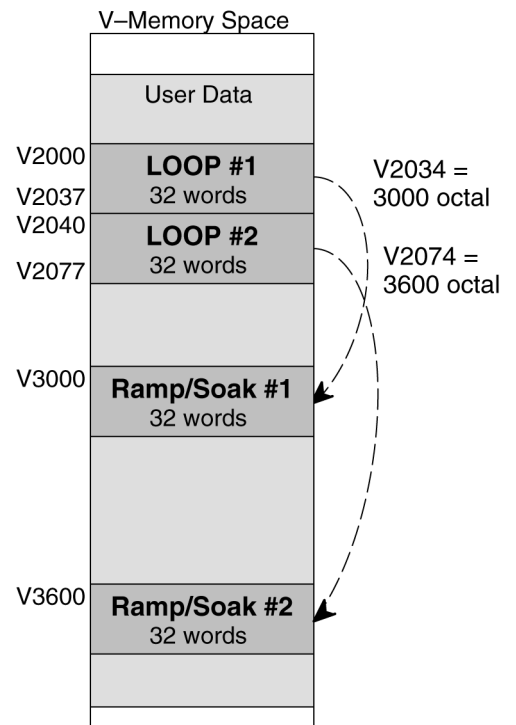 V–Memory Space
User Data
V2000
LOOP #1
V2034 =
3000 octal
V2037
32 words
V2040
LOOP #2
V2074 =
3600 octal
V2077
32 words
V3000
Ramp/Soak #1
32 words
V3600
Ramp/Soak #2
32 words